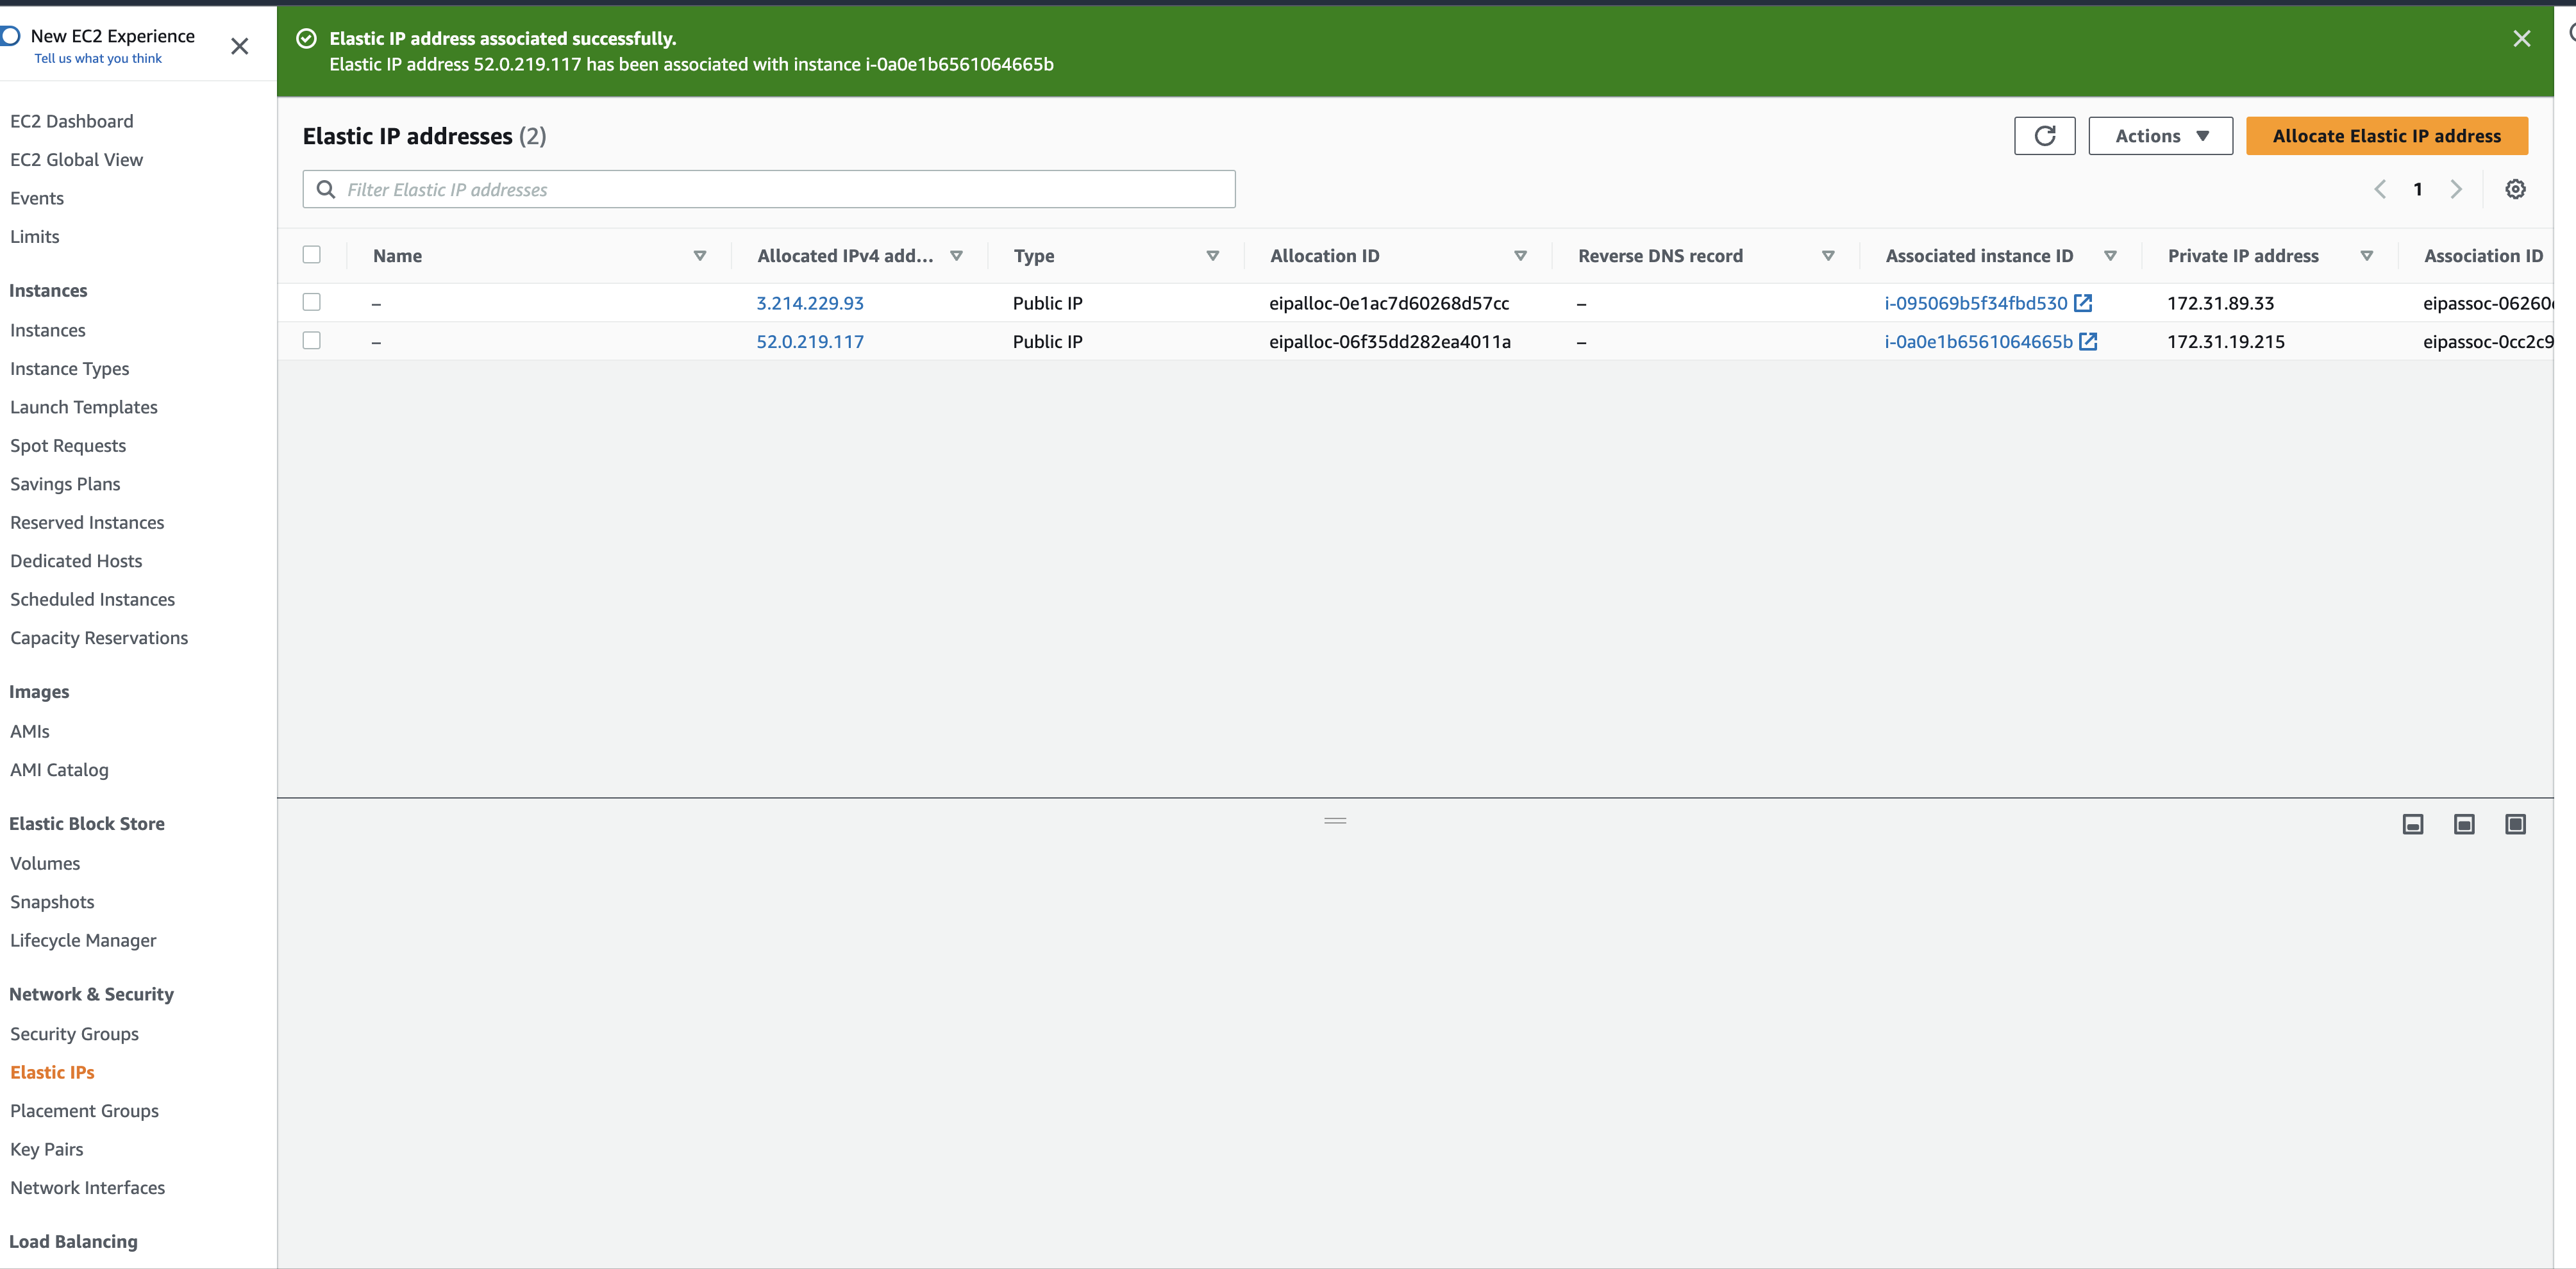 New EC2 Experience
Tell us what you think
EC2 Dashboard
EC2 Global View
Events
Limits
Instances
Instances
Instance Types
Launch Templates
Spot Requests
Savings Plans
Reserved Instances
Dedicated Hosts
Scheduled Instances
Capacity Reservations
Images
AMIs
AMI Catalog
Elastic Block Store
Volumes
Snapshots
Lifecycle Manager
Network & Security
Security Groups
Elastic IPs
Placement Groups
Key Pairs
Network Interfaces
Load Balancing
Elastic IP address associated successfully.
Elastic IP address 52.0.219.117 has been associated with instance i-0a0e1b6561064665b
Elastic IP addresses (2)
Actions
Allocate Elastic IP address
Filter Elastic IP addresses
1
Name Allocated IPv4 add... Type Allocation ID Reverse DNS record Associated instance ID Private IP address Association ID
– 3.214.229.93 Public IP eipalloc-0e1ac7d60268d57cc – i-095069b5f34fbd530 172.31.89.33 eipassoc-06260
– 52.0.219.117 Public IP eipalloc-06f35dd282ea4011a – i-0a0e1b6561064665b 172.31.19.215 eipassoc-0cc2c9